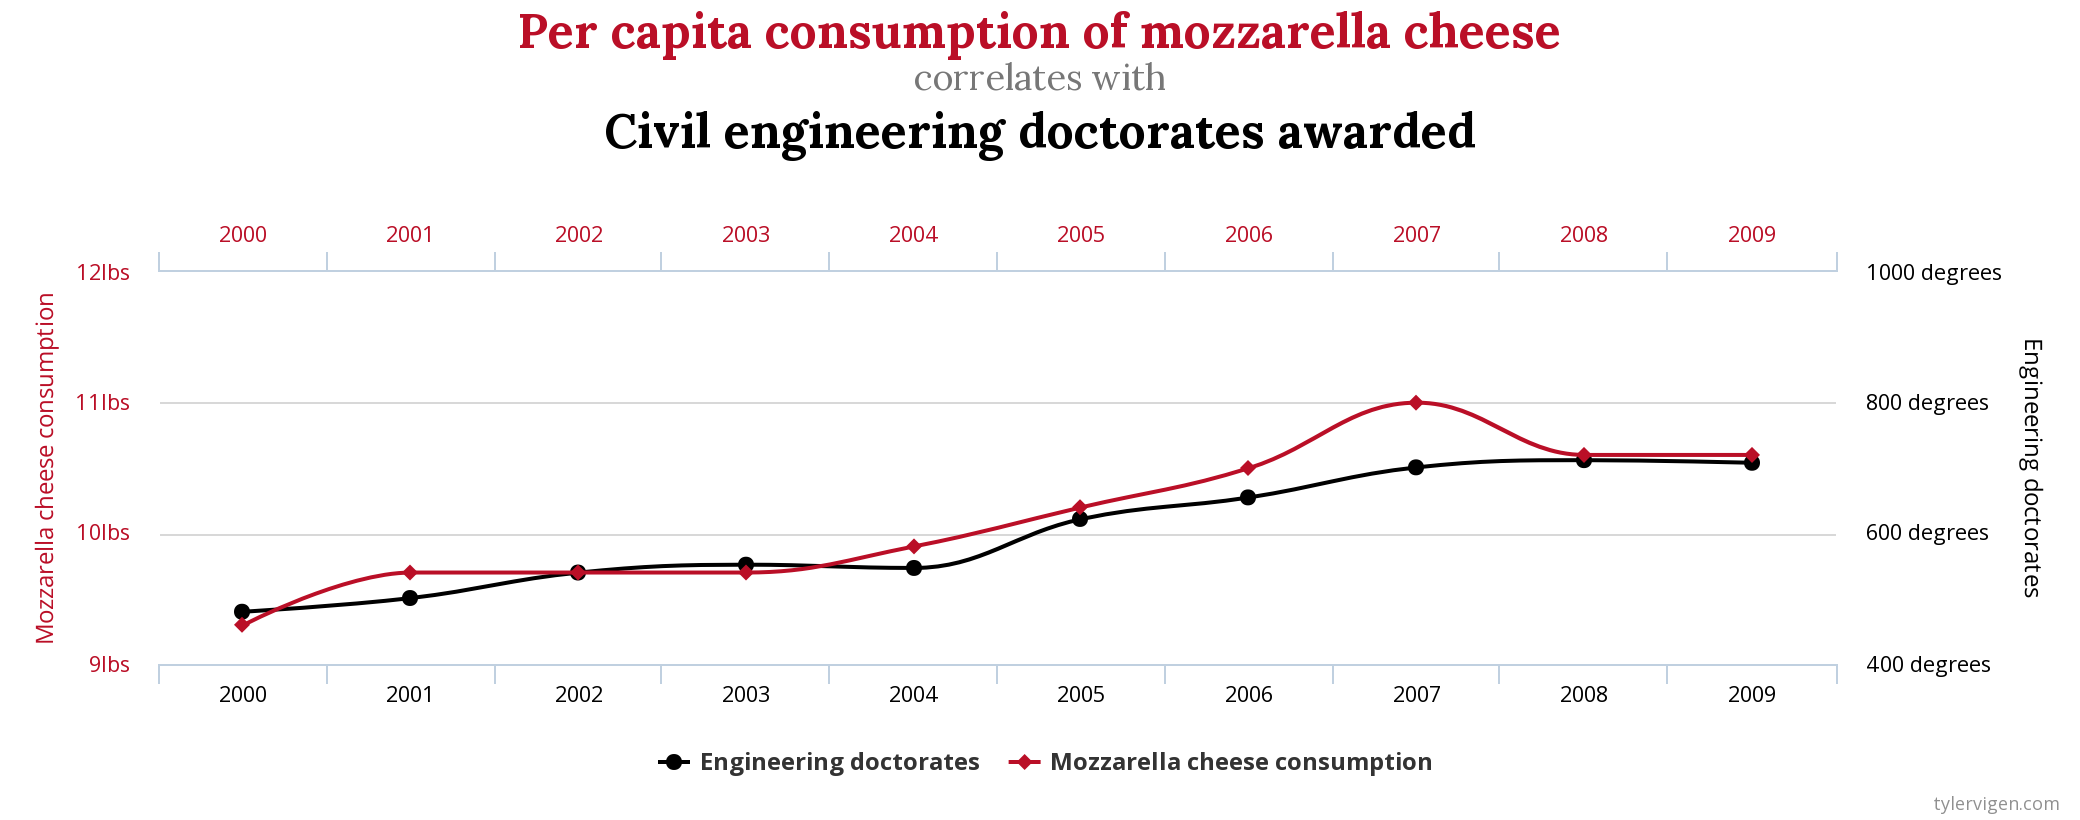 Per capita consumption of mozzarella cheese
correlates with
Civil engineering doctorates awarded
2000 2001 2002 2003 2004 2005 2006 2007 2008 2009
Mozzarella cheese consumption
12lbs
11lbs
10lbs
9lbs
1000 degrees
800 degrees
600 degrees
400 degrees
Engineering doctorates
2000 2001 2002 2003 2004 2005 2006 2007 2008 2009
Engineering doctorates Mozzarella cheese consumption
tylervigen.com